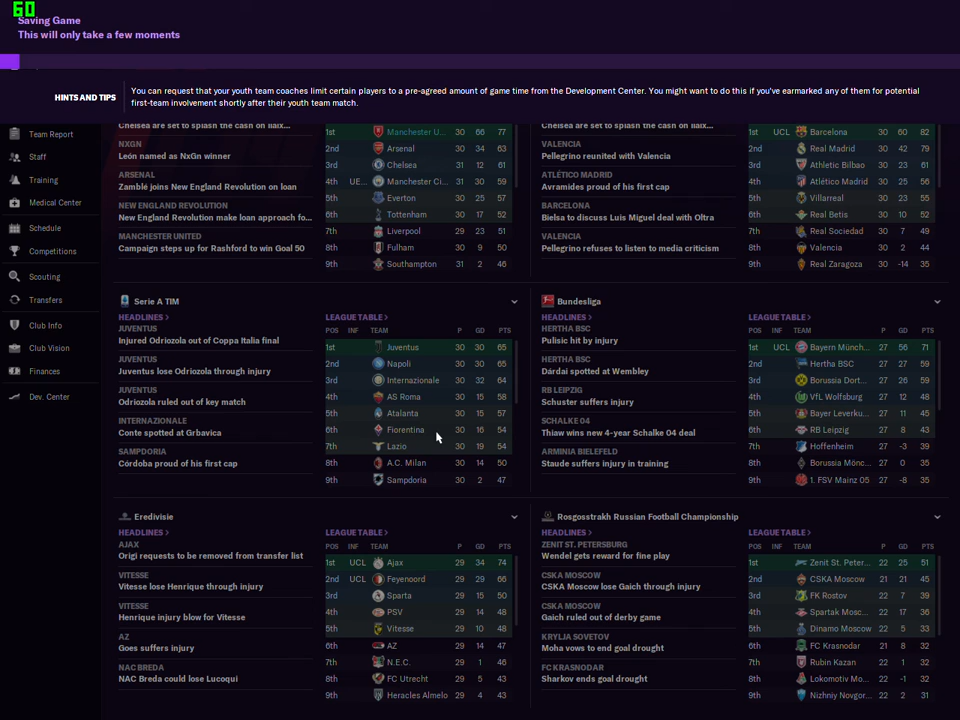 60
Saving Game
This will only take a few moments
HINTS AND TIPS
You can request that your youth team coaches limit certain players to a pre-agreed amount of game time from the Development Center. You might want to do this if you've earmarked any of them for potential
first-team involvement shortly after their youth team match.
Team Report
Staff
Training
Medical Center
Schedule
Competitions
Scouting
Transfers
Club Info
Club Vision
Finances
Dev. Center
Chelsea are set to splash the cash on Italix...
NXGN
León named as NxGn winner
ARSENAL
Zamblé joins New England Revolution on loan
NEW ENGLAND REVOLUTION
New England Revolution make loan approach fo...
MANCHESTER UNITED
Campaign steps up for Rashford to win Goal 50
1st Manchester U... 30 66 77
2nd Arsenal 30 34 63
3rd Chelsea 31 12 61
4th UE... Manchester Ci... 31 30 59
5th Everton 30 25 57
6th Tottenham 30 17 52
7th Liverpool 29 23 51
8th Fulham 30 9 50
9th Southampton 31 2 46
VALENCIA
Pellegrino reunited with Valencia
ATLÉTICO MADRID
Avramides proud of his first cap
BARCELONA
Bielsa to discuss Luis Miguel deal with Oltra
VALENCIA
Pellegrino refuses to listen to media criticism
1st UCL Barcelona 30 60 82
2nd Real Madrid 30 42 79
3rd Athletic Bilbao 30 23 61
4th Atlético Madrid 30 25 56
5th Villarreal 30 23 55
6th Real Betis 30 10 52
7th Real Sociedad 30 7 49
8th Valencia 30 2 44
9th Real Zaragoza 30 -14 35
Serie A TIM
HEADLINES >
JUVENTUS
Injured Odriozola out of Coppa Italia final
JUVENTUS
Juventus lose Odriozola through injury
JUVENTUS
Odriozola ruled out of key match
INTERNAZIONALE
Conte spotted at Grbavica
SAMPDORIA
Córdoba proud of his first cap
LEAGUE TABLE >
POS INF TEAM P GD PTS
1st Juventus 30 30 65
2nd Napoli 30 30 65
3rd Internazionale 30 32 64
4th AS Roma 30 15 58
5th Atalanta 30 15 57
6th Fiorentina 30 16 54
7th Lazio 30 19 54
8th A.C. Milan 30 14 50
9th Sampdoria 30 2 47
Bundesliga
HEADLINES >
HERTHA BSC
Pulisic hit by injury
HERTHA BSC
Dárdai spotted at Wembley
RB LEIPZIG
Schuster suffers injury
SCHALKE 04
Thiaw wins new 4-year Schalke 04 deal
ARMINIA BIELEFELD
Staude suffers injury in training
LEAGUE TABLE >
POS INF TEAM P GD PTS
1st UCL Bayern Münch... 27 56 71
2nd Hertha BSC 27 27 59
3rd Borussia Dort... 27 26 59
4th VfL Wolfsburg 27 12 48
5th Bayer Leverku... 27 11 45
6th RB Leipzig 27 8 43
7th Hoffenheim 27 -3 39
8th Borussia Mönc... 27 0 35
9th 1. FSV Mainz 05 27 -8 35
Eredivisie
HEADLINES >
AJAX
Origi requests to be removed from transfer list
VITESSE
Vitesse lose Henrique through injury
VITESSE
Henrique injury blow for Vitesse
AZ
Goes suffers injury
NAC BREDA
NAC Breda could lose Lucoqui
LEAGUE TABLE >
POS INF TEAM P GD PTS
1st UCL Ajax 29 34 74
2nd UCL Feyenoord 29 29 66
3rd Sparta 29 15 50
4th PSV 29 14 48
5th Vitesse 29 10 48
6th AZ 29 14 47
7th N.E.C. 29 1 46
8th FC Utrecht 29 5 43
9th Heracles Almelo 29 4 43
Rosgosstrakh Russian Football Championship
HEADLINES >
ZENIT ST. PETERSBURG
Wendel gets reward for fine play
CSKA MOSCOW
CSKA Moscow lose Gaich through injury
CSKA MOSCOW
Gaich ruled out of derby game
KRYLIA SOVETOV
Moha vows to end goal drought
FC KRASNODAR
Sharkov ends goal drought
LEAGUE TABLE >
POS INF TEAM P GD PTS
1st Zenit St. Peter... 22 25 51
2nd CSKA Moscow 21 21 45
3rd FK Rostov 22 7 39
4th Spartak Mosc... 22 17 36
5th Dinamo Moscow 22 5 33
6th FC Krasnodar 21 8 32
7th Rubin Kazan 22 1 32
8th Lokomotiv Mo... 22 -1 32
9th Nizhniy Novgor... 22 2 31